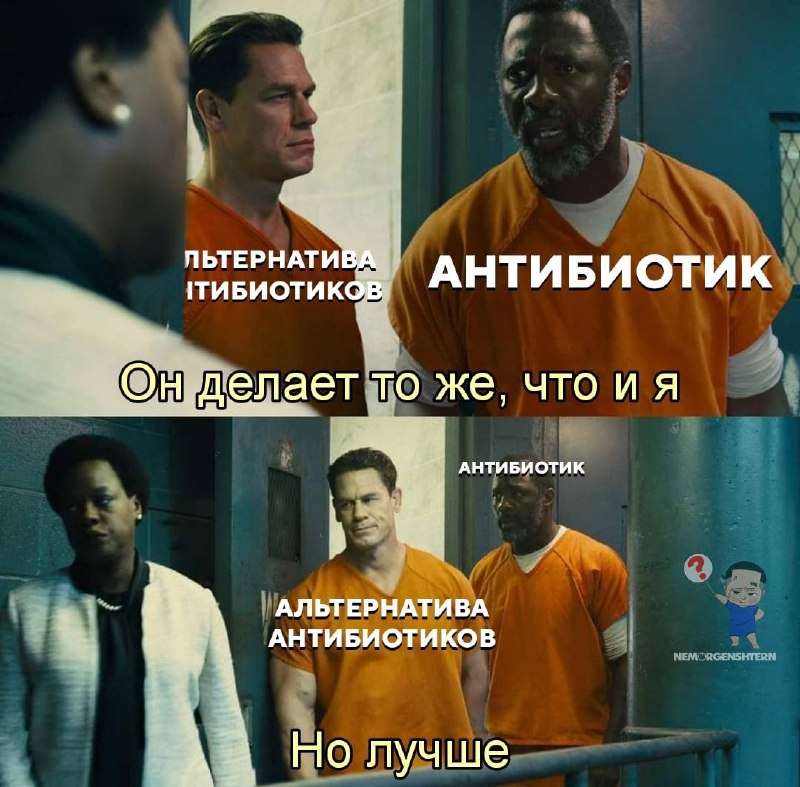 ЛЬТЕРНАТИВА
ТИБИОТИКОВ
АНТИБИОТИК
Он делает то же, что и я
АНТИБИОТИК
АЛЬТЕРНАТИВА
АНТИБИОТИКОВ
?
NEMORGENSHTERN
Но лучше